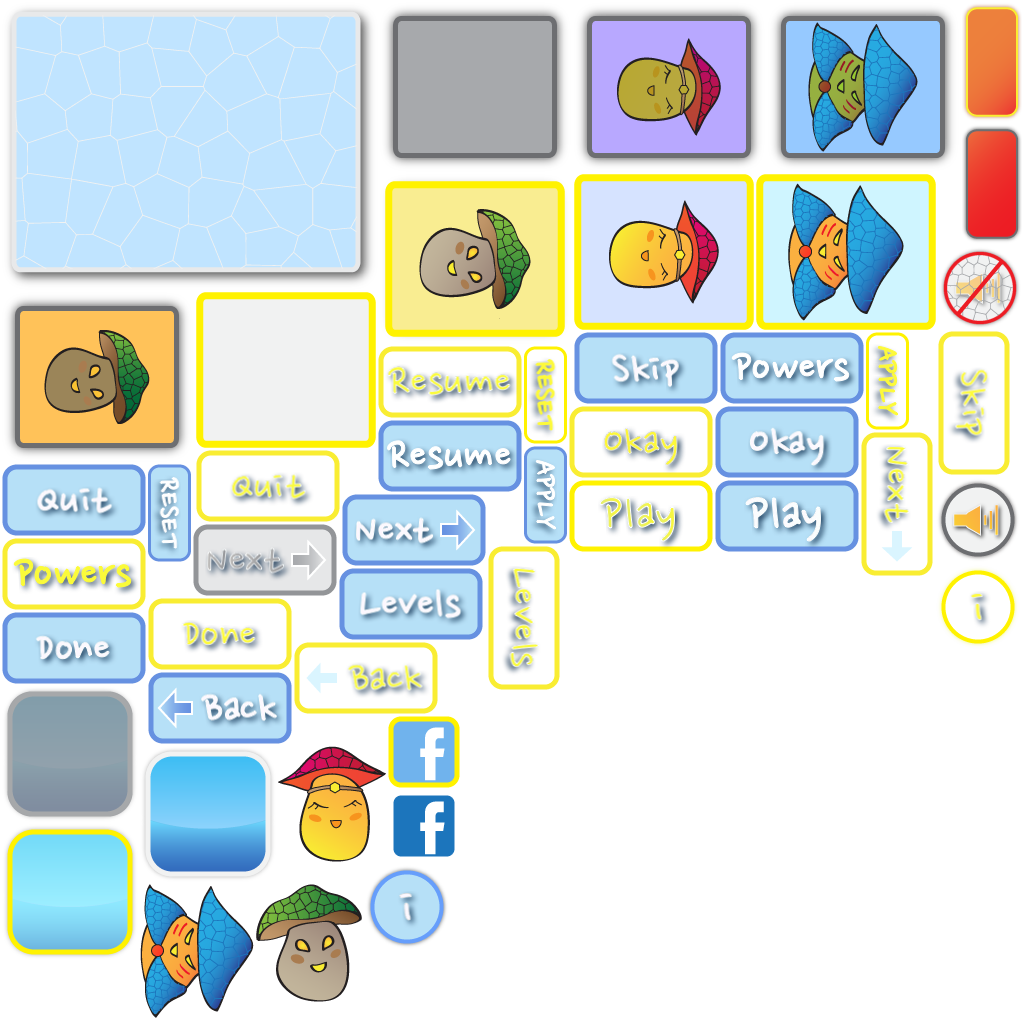 Resume
RESET
Skip
Powers
APPLY
Skip
Okay
Okay
Resume
Next
Quit
Quit
RESET
APPLY
Play
Play
Next
Next
Powers
Levels
Levels
Done
Done
Back
Back
f
f
i
i